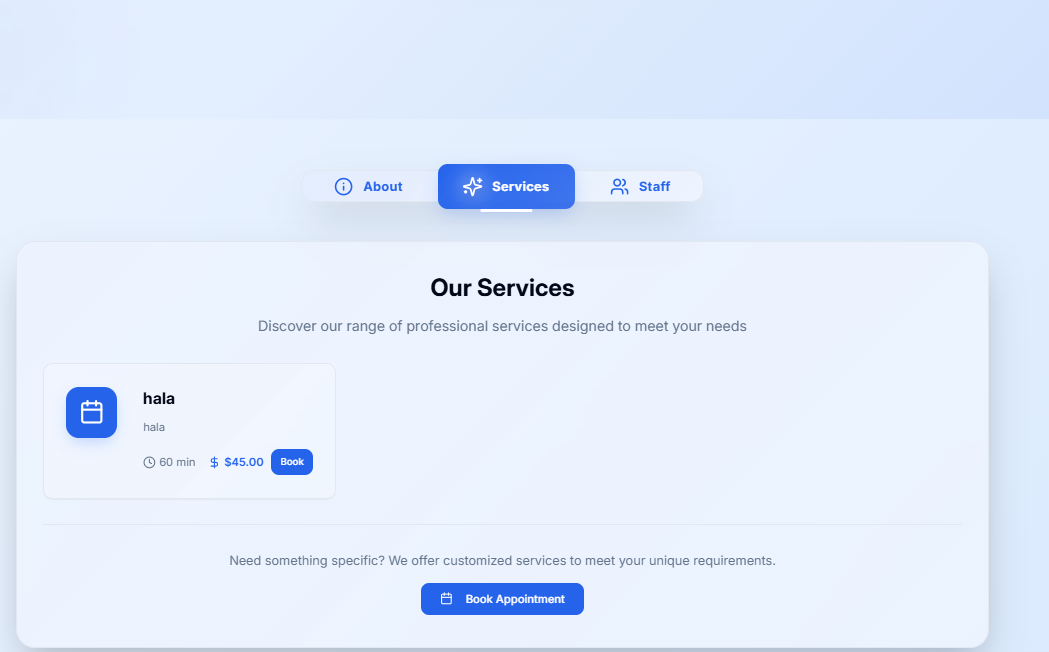 About
Services
Staff
Our Services
Discover our range of professional services designed to meet your needs
hala
hala
60 min $ $45.00 Book
Need something specific? We offer customized services to meet your unique requirements.
Book Appointment